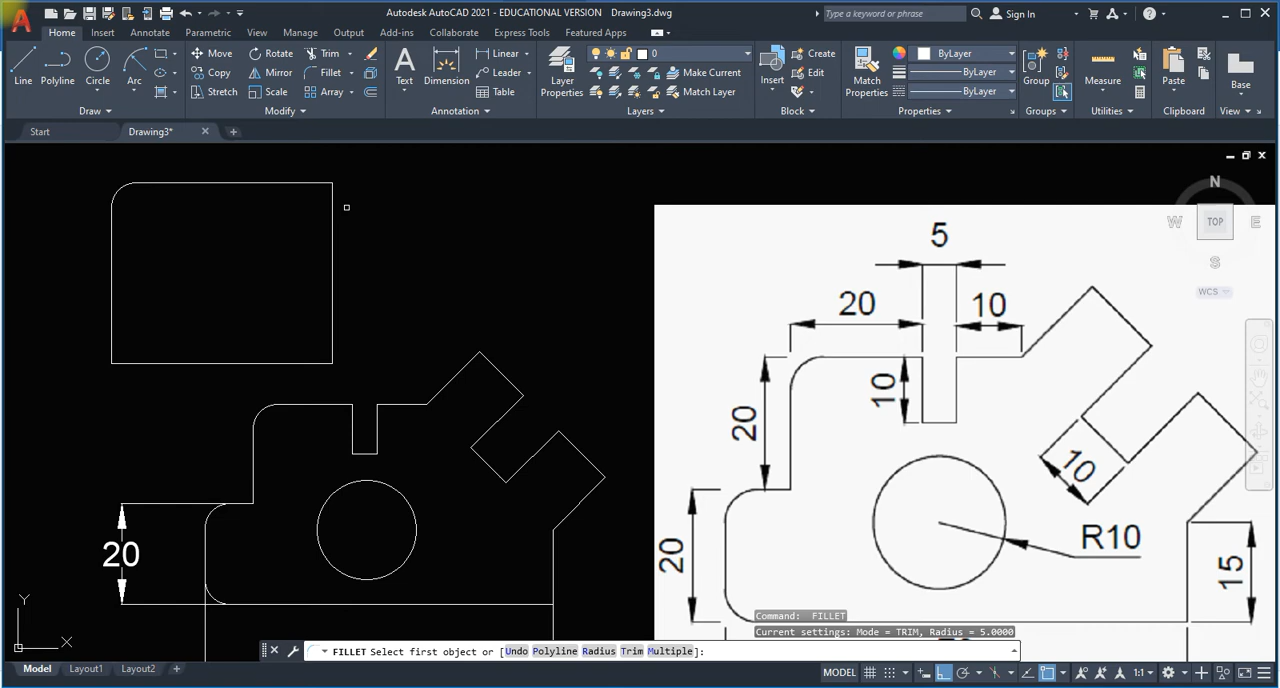 Autodesk AutoCAD 2021 - EDUCATIONAL VERSION Drawing3.dwg
Type a keyword or phrase
Sign In
Home Insert Annotate Parametric View Manage Output Add-ins Collaborate Express Tools Featured Apps
Line Polyline Circle Arc
Move Rotate Trim
Copy Mirror Fillet
Stretch Scale Array
Text Dimension
Linear
Leader
Table
Layer Properties
0
Make Current
Match Layer
Insert
Create
Edit
Match Properties
ByLayer
ByLayer
ByLayer
Group
Measure
Paste
Base
Draw Modify Annotation Layers Block Properties Groups Utilities Clipboard View
Start Drawing3*
N
W TOP E
S
WCS
5
20 10
10
20
10
20
R10
15
20
Y
X
Command: FILLET
Current settings: Mode = TRIM, Radius = 5.0000
FILLET Select first object or [Undo Polyline Radius Trim Multiple]:
Model Layout1 Layout2 +
MODEL 1:1